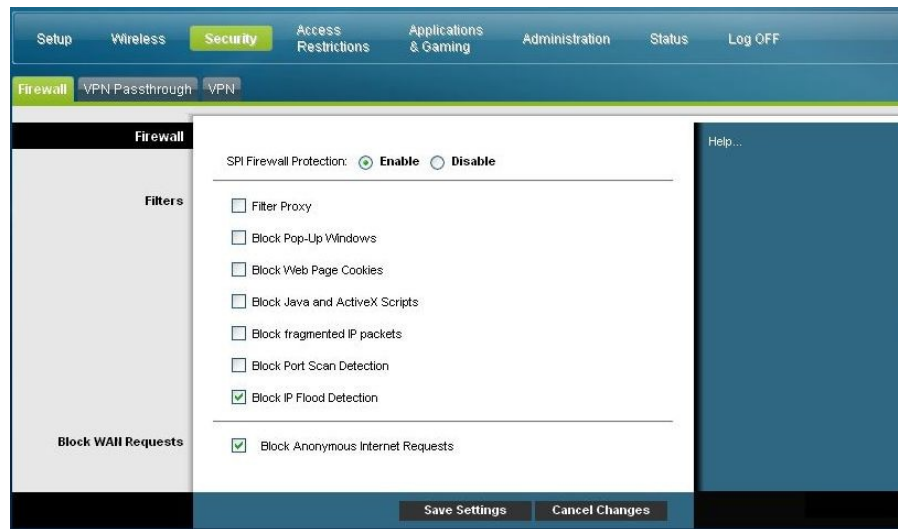 Setup Wireless Security Access Restrictions Applications & Gaming Administration Status Log OFF
Firewall VPN Passthrough VPN
Firewall
Help...
SPI Firewall Protection: Enable Disable
Filters
Filter Proxy
Block Pop-Up Windows
Block Web Page Cookies
Block Java and ActiveX Scripts
Block fragmented IP packets
Block Port Scan Detection
Block IP Flood Detection
Block WAN Requests
Block Anonymous Internet Requests
Save Settings Cancel Changes